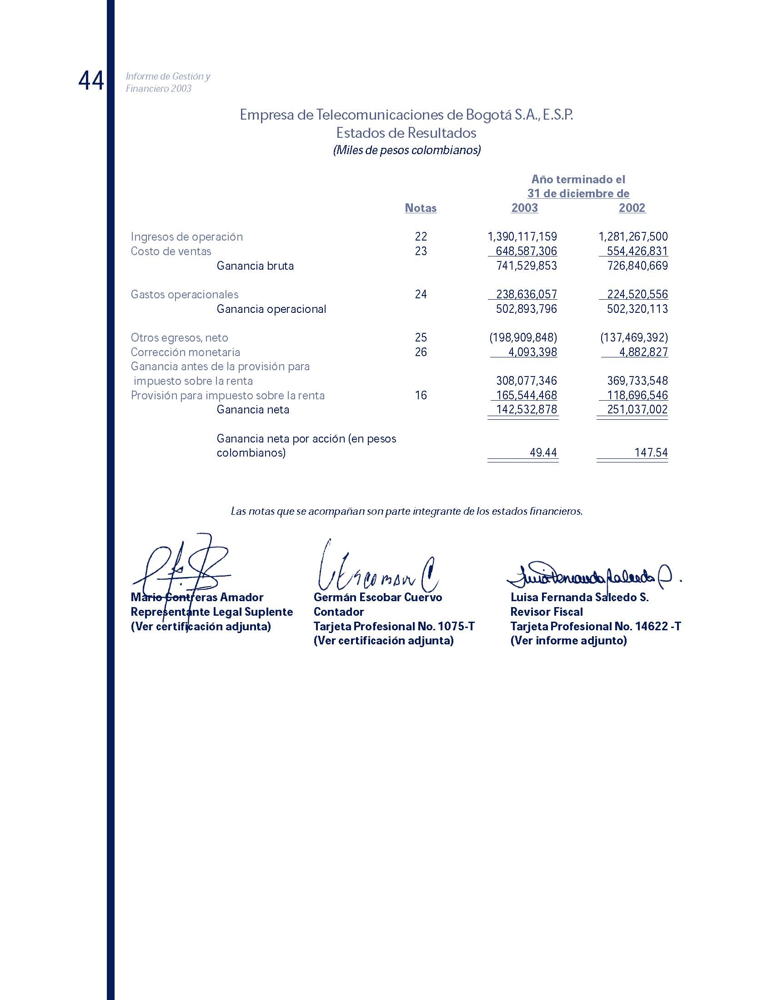 44
Informe de Gestión y
Financiero 2003
Empresa de Telecomunicaciones de Bogotá S.A., E.S.P.
Estados de Resultados
(Miles de pesos colombianos)
Año terminado el
31 de diciembre de
Notas 2003 2002
Ingresos de operación 22 1,390,117,159 1,281,267,500
Costo de ventas 23 648,587,306 554,426,831
Ganancia bruta 741,529,853 726,840,669
Gastos operacionales 24 238,636,057 224,520,556
Ganancia operacional 502,893,796 502,320,113
Otros egresos, neto 25 (198,909,848) (137,469,392)
Corrección monetaria 26 4,093,398 4,882,827
Ganancia antes de la provisión para
impuesto sobre la renta 308,077,346 369,733,548
Provisión para impuesto sobre la renta 16 165,544,468 118,696,546
Ganancia neta 142,532,878 251,037,002
Ganancia neta por acción (en pesos
colombianos) 49.44 147.54
Las notas que se acompañan son parte integrante de los estados financieros.
Mario Contreras Amador Germán Escobar Cuervo Luisa Fernanda Salcedo S.
Representante Legal Suplente Contador Revisor Fiscal
(Ver certificación adjunta) Tarjeta Profesional No. 1075-T Tarjeta Profesional No. 14622 -T
(Ver certificación adjunta) (Ver informe adjunto)